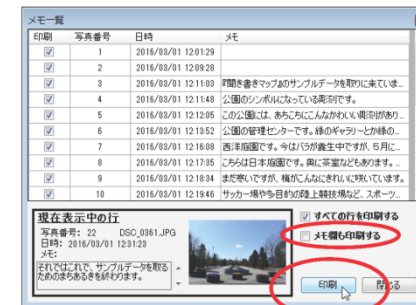 メモ一覧
印刷 写真番号 日時 メモ
1 2016/03/01 12:01:29
2 2016/03/01 12:09:28
3 2016/03/01 12:11:03 『聞き書きマップ』のサンプルデータを取りに来ていま...
4 2016/03/01 12:11:48 公園のシンボルになっている彫刻です。
5 2016/03/01 12:12:05 この公園には、あちこちにこんなかわいい彫刻があり...
6 2016/03/01 12:13:52 公園の管理センターです。緑のギャラリーとか緑の...
7 2016/03/01 12:16:08 西洋庭園です。今はバラが養生中ですが、5月に...
8 2016/03/01 12:17:35 こちらは日本庭園です。奥に茶室などもあります。...
9 2016/03/01 12:18:34 まだ寒いですが、梅がこんなにきれいに咲いています。
10 2016/03/01 12:19:46 サッカー場や多目的の陸上競技場など、スポーツ...
現在表示中の行
写真番号: 22 DSC_0361.JPG
日時: 2016/03/01 12:31:23
メモ:
それではこれで、サンプルデータを取る
ためのまちあるきを終わります。
すべての行を印刷する
メモ欄も印刷する
印刷
閉じる